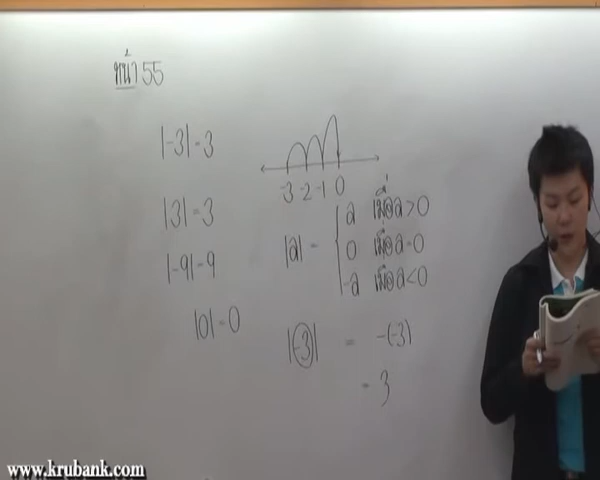 หน้า 55
|-3| = 3
|3| = 3
|-9| = 9
|0| = 0
-3 -2 -1 0
|a| = { a เมื่อ a > 0
0 เมื่อ a = 0
-a เมื่อ a < 0
|-3| = -(-3)
= 3
www.krubank.com